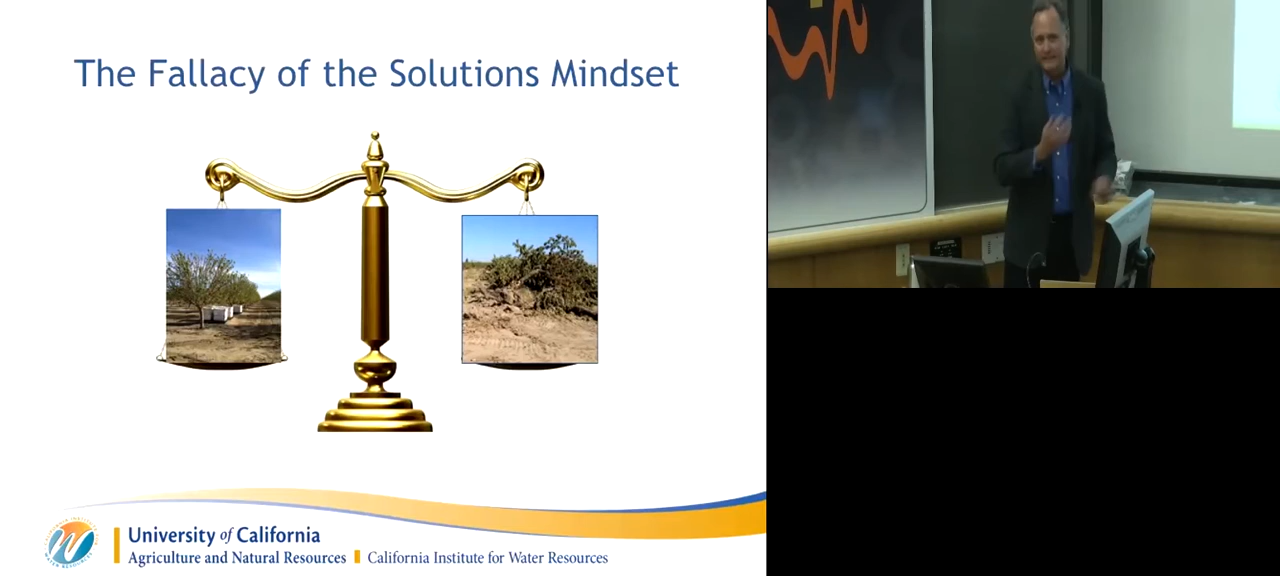 The Fallacy of the Solutions Mindset
University of California
Agriculture and Natural Resources California Institute for Water Resources